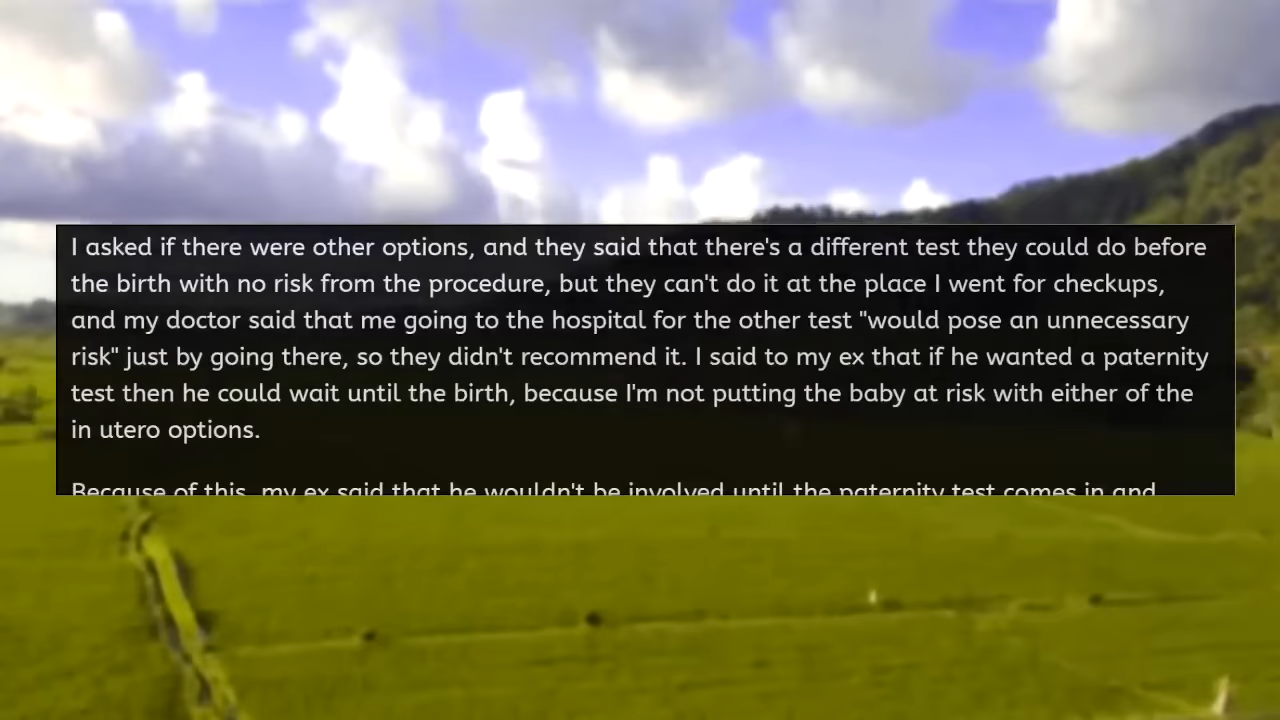 I asked if there were other options, and they said that there's a different test they could do before
the birth with no risk from the procedure, but they can't do it at the place I went for checkups,
and my doctor said that me going to the hospital for the other test "would pose an unnecessary
risk" just by going there, so they didn't recommend it. I said to my ex that if he wanted a paternity
test then he could wait until the birth, because I'm not putting the baby at risk with either of the
in utero options.
Because of this, my ex said that he wouldn't be involved until the paternity test comes in and